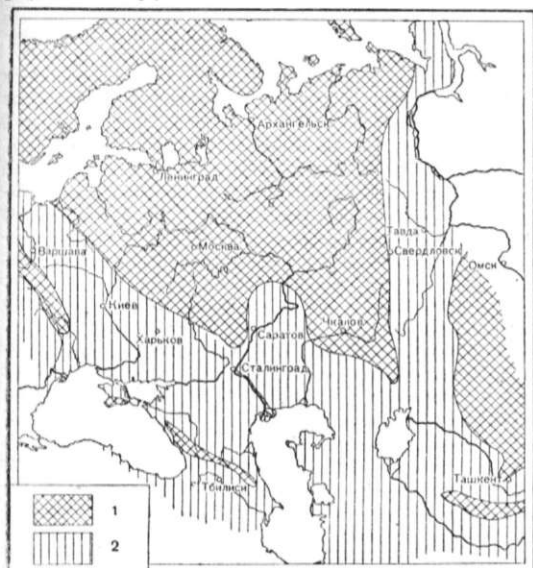 Архангельск
Ленинград
Тавда
Свердловск
Омск
Москва
Варшава
Киев
Чкалов
Харьков
Саратов
Сталинград
Тбилиси
Ташкент
1
2